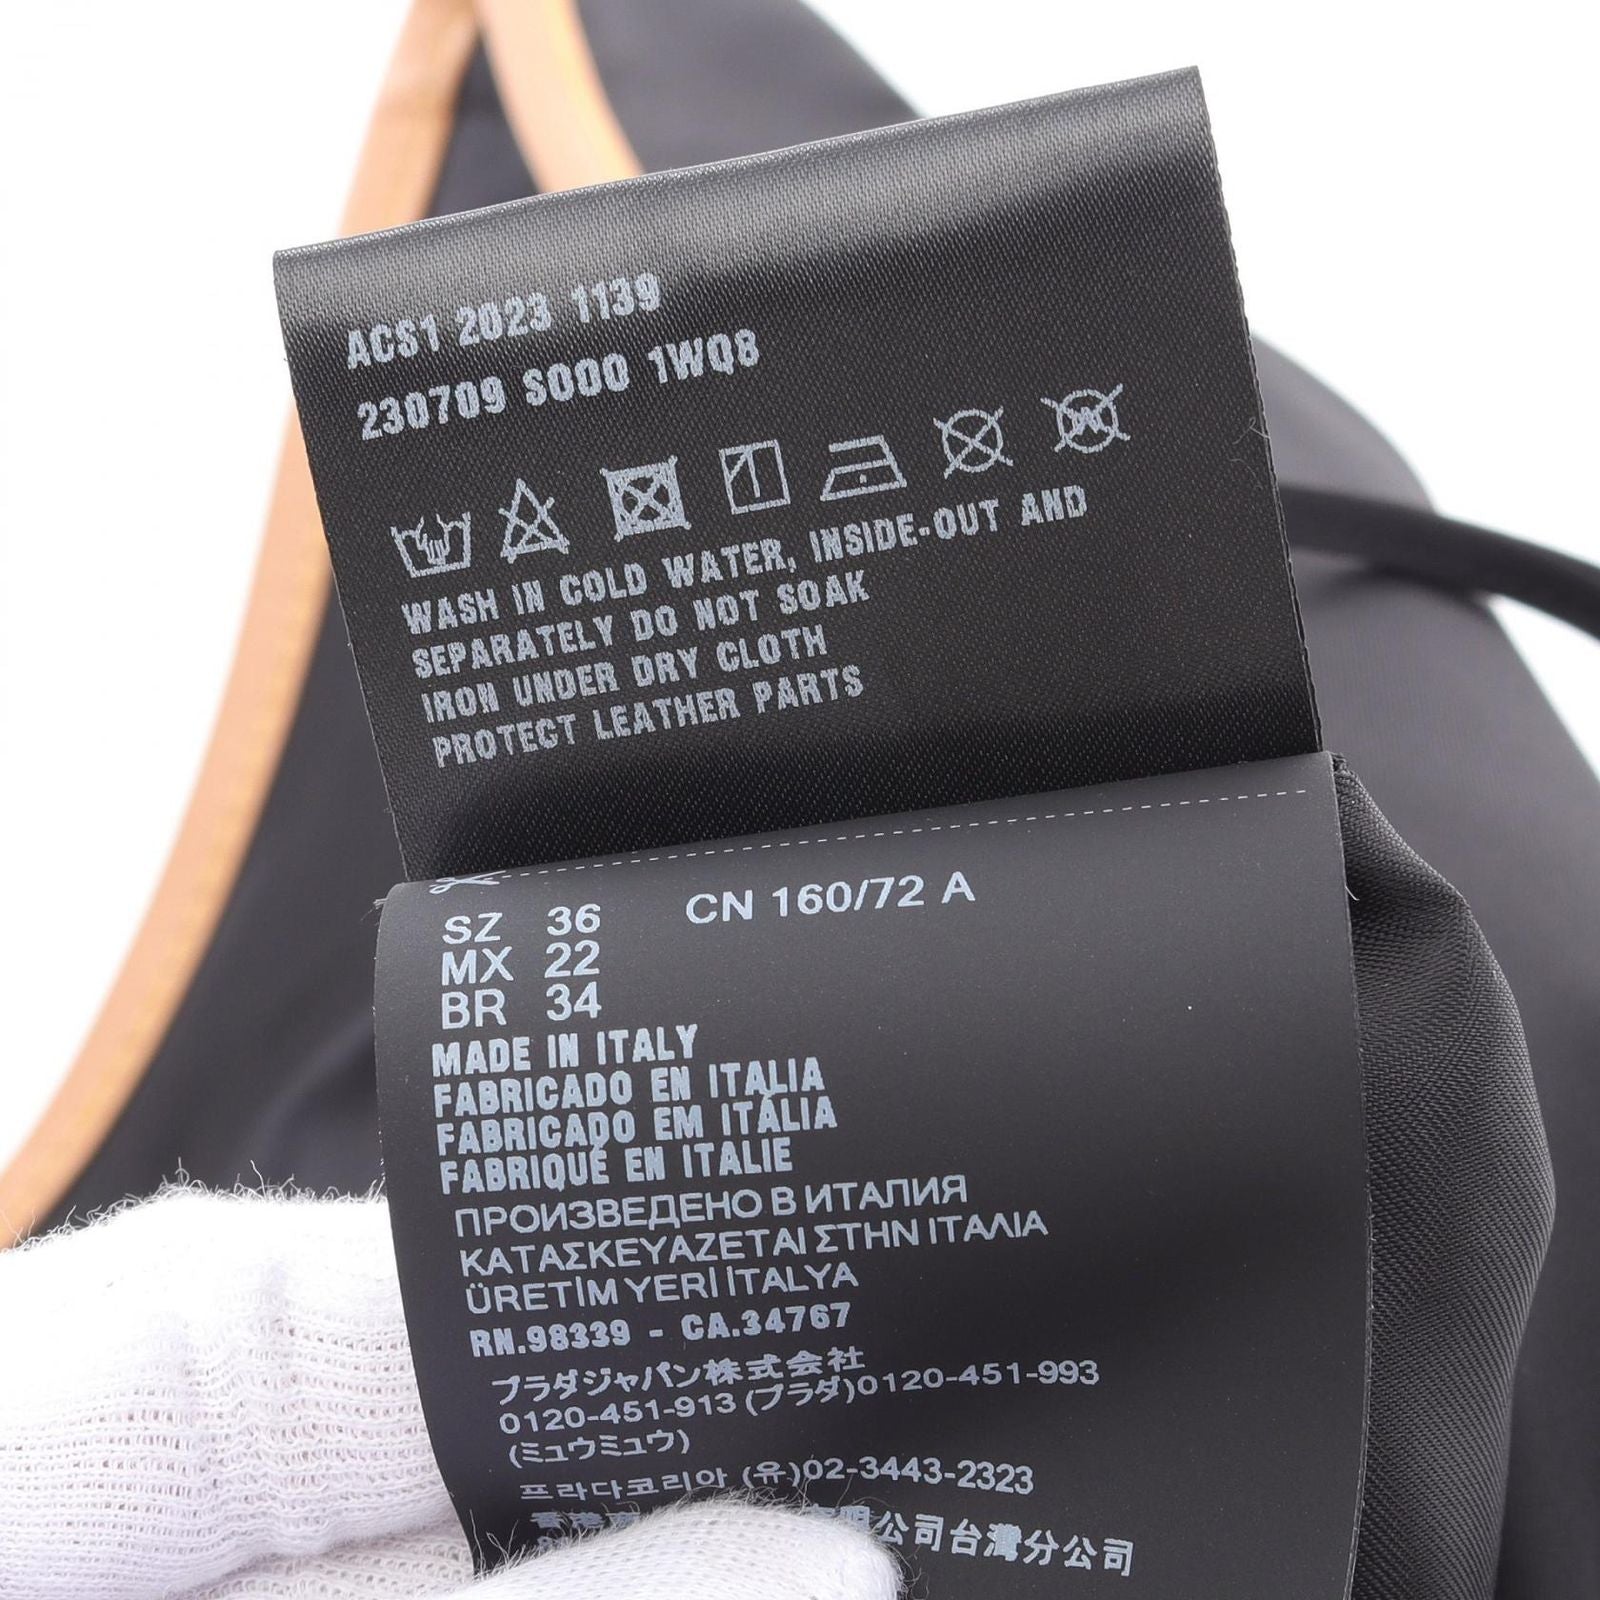 ACS1 2023 1139
230709 S000 1WQ8
WASH IN COLD WATER, INSIDE-OUT AND
SEPARATELY DO NOT SOAK
IRON UNDER DRY CLOTH
PROTECT LEATHER PARTS
SZ 36 CN 160/72 A
MX 22
BR 34
MADE IN ITALY
FABRICADO EN ITALIA
FABRICADO EM ITÁLIA
FABRIQUÉ EN ITALIE
ПРОИЗВЕДЕНО В ИТАЛИЯ
ΚΑΤΑΣΚΕΥΑΖΕΤΑΙ ΣΤΗΝ ΙΤΑΛΙΑ
ÜRETİM YERİ İTALYA
RN.98339 - CA.34767
プラダジャパン株式会社
0120-451-913 (プラダ)0120-451-993
(ミュウミュウ)
프라다코리아 (유)02-3443-2323
香港 限公司台灣分公司